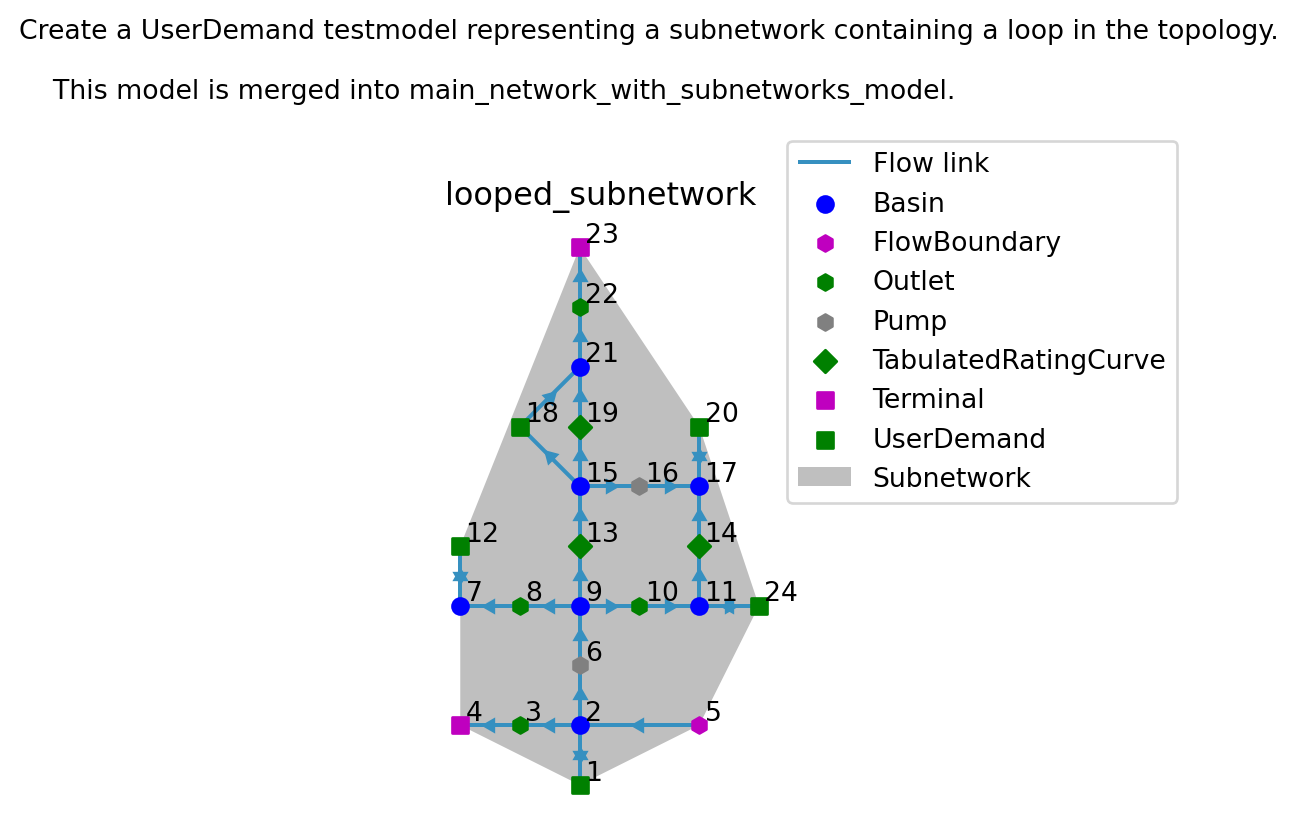 Create a UserDemand testmodel representing a subnetwork containing a loop in the topology.
This model is merged into main_network_with_subnetworks_model.
looped_subnetwork
Flow link
Basin
FlowBoundary
Outlet
Pump
TabulatedRatingCurve
Terminal
UserDemand
Subnetwork
23
22
21
18 19 20
15 16 17
12 13 14
7 8 9 10 11 24
6
4 3 2 5
1